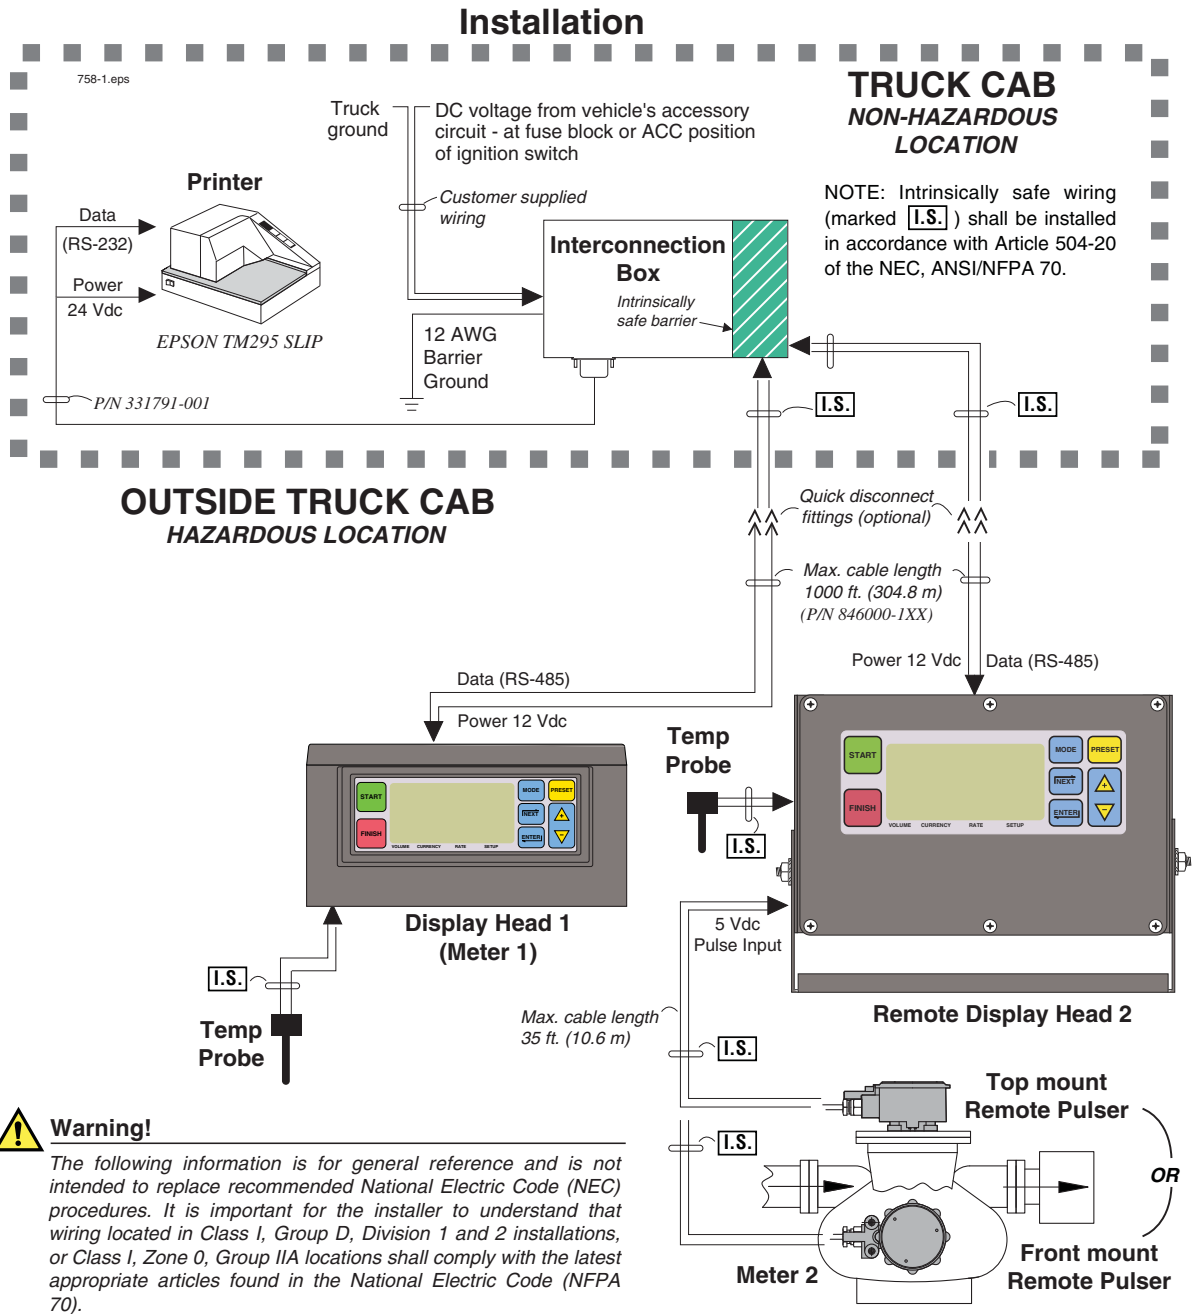 Installation
758-1.eps
TRUCK CAB
NON-HAZARDOUS
LOCATION
Truck
ground
DC voltage from vehicle's accessory
circuit - at fuse block or ACC position
of ignition switch
Customer supplied
wiring
NOTE: Intrinsically safe wiring
(marked I.S. ) shall be installed
in accordance with Article 504-20
of the NEC, ANSI/NFPA 70.
Printer
Data
(RS-232)
Power
24 Vdc
EPSON TM295 SLIP
P/N 331791-001
Interconnection
Box
Intrinsically
safe barrier
12 AWG
Barrier
Ground
I.S.
I.S.
OUTSIDE TRUCK CAB
HAZARDOUS LOCATION
Quick disconnect
fittings (optional)
Max. cable length
1000 ft. (304.8 m)
(P/N 846000-1XX)
Power 12 Vdc
Data (RS-485)
Data (RS-485)
Power 12 Vdc
START
FINISH
MODE
PRESET
NEXT
ENTER
+
−
VOLUME CURRENCY RATE SETUP
Display Head 1
(Meter 1)
I.S.
Temp
Probe
Temp
Probe
I.S.
START
FINISH
MODE
PRESET
NEXT
ENTER
+
−
VOLUME CURRENCY RATE SETUP
5 Vdc
Pulse Input
Remote Display Head 2
Max. cable length
35 ft. (10.6 m)
I.S.
I.S.
Top mount
Remote Pulser
OR
Front mount
Remote Pulser
Meter 2
! Warning!
The following information is for general reference and is not
intended to replace recommended National Electric Code (NEC)
procedures. It is important for the installer to understand that
wiring located in Class I, Group D, Division 1 and 2 installations,
or Class I, Zone 0, Group IIA locations shall comply with the latest
appropriate articles found in the National Electric Code (NFPA
70).